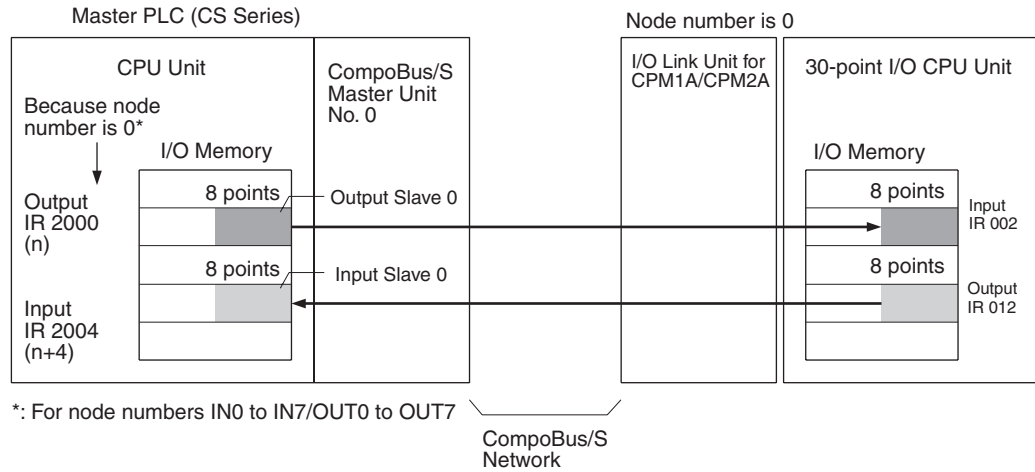 Master PLC (CS Series)
Node number is 0
CPU Unit
CompoBus/S
Master Unit
No. 0
I/O Link Unit for
CPM1A/CPM2A
30-point I/O CPU Unit
Because node
number is 0*
I/O Memory
I/O Memory
Output
IR 2000
(n)
8 points
Output Slave 0
8 points
Input
IR 002
8 points
Input Slave 0
8 points
Output
IR 012
Input
IR 2004
(n+4)
*: For node numbers IN0 to IN7/OUT0 to OUT7
CompoBus/S
Network